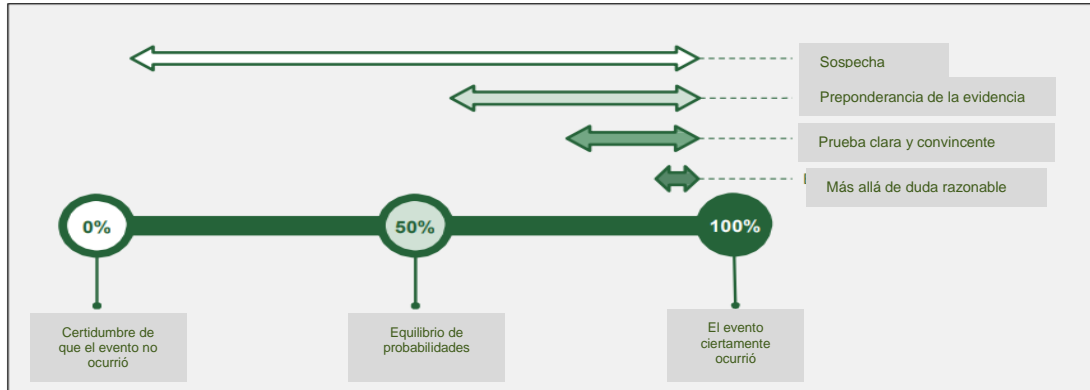 Sospecha
Preponderancia de la evidencia
Prueba clara y convincente
Más allá de duda razonable
0%
50%
100%
Certidumbre de
que el evento no
ocurrió
Equilibrio de
probabilidades
El evento
ciertamente
ocurrió